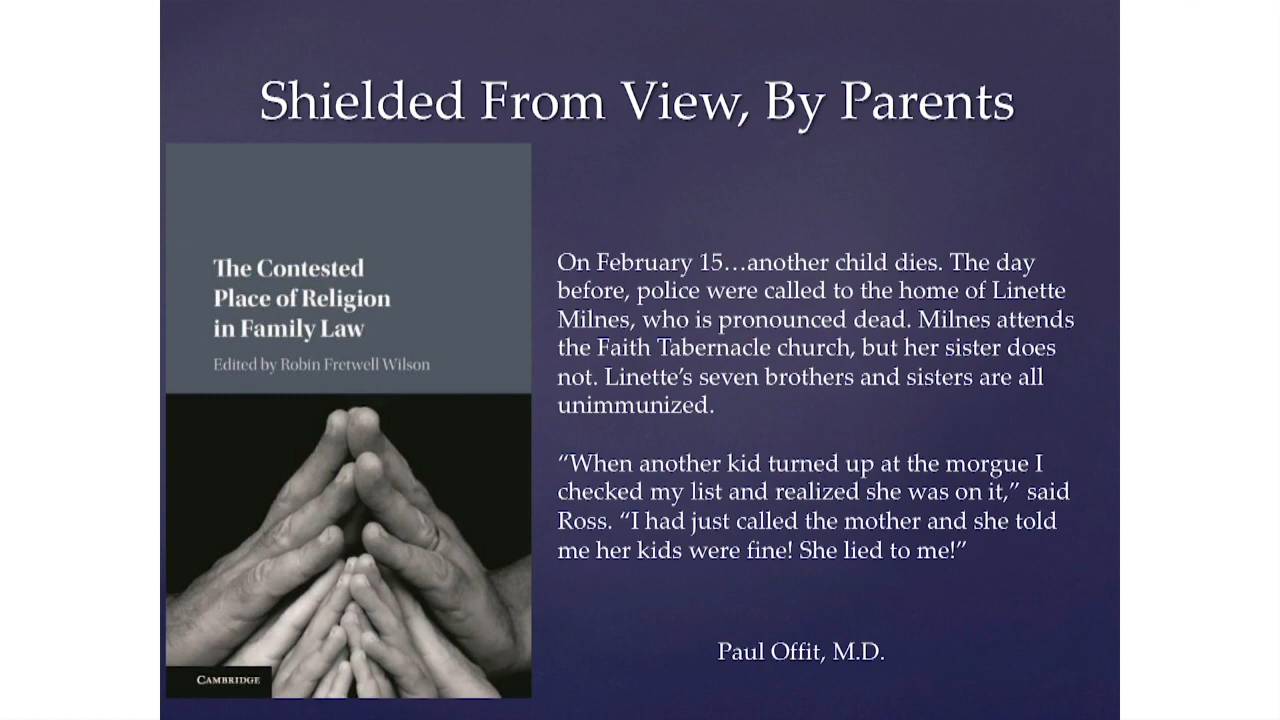 Shielded From View, By Parents
The Contested
Place of Religion
in Family Law
Edited by Robin Fretwell Wilson
CAMBRIDGE
On February 15…another child dies. The day
before, police were called to the home of Linette
Milnes, who is pronounced dead. Milnes attends
the Faith Tabernacle church, but her sister does
not. Linette’s seven brothers and sisters are all
unimmunized.
“When another kid turned up at the morgue I
checked my list and realized she was on it,” said
Ross. “I had just called the mother and she told
me her kids were fine! She lied to me!”
Paul Offit, M.D.